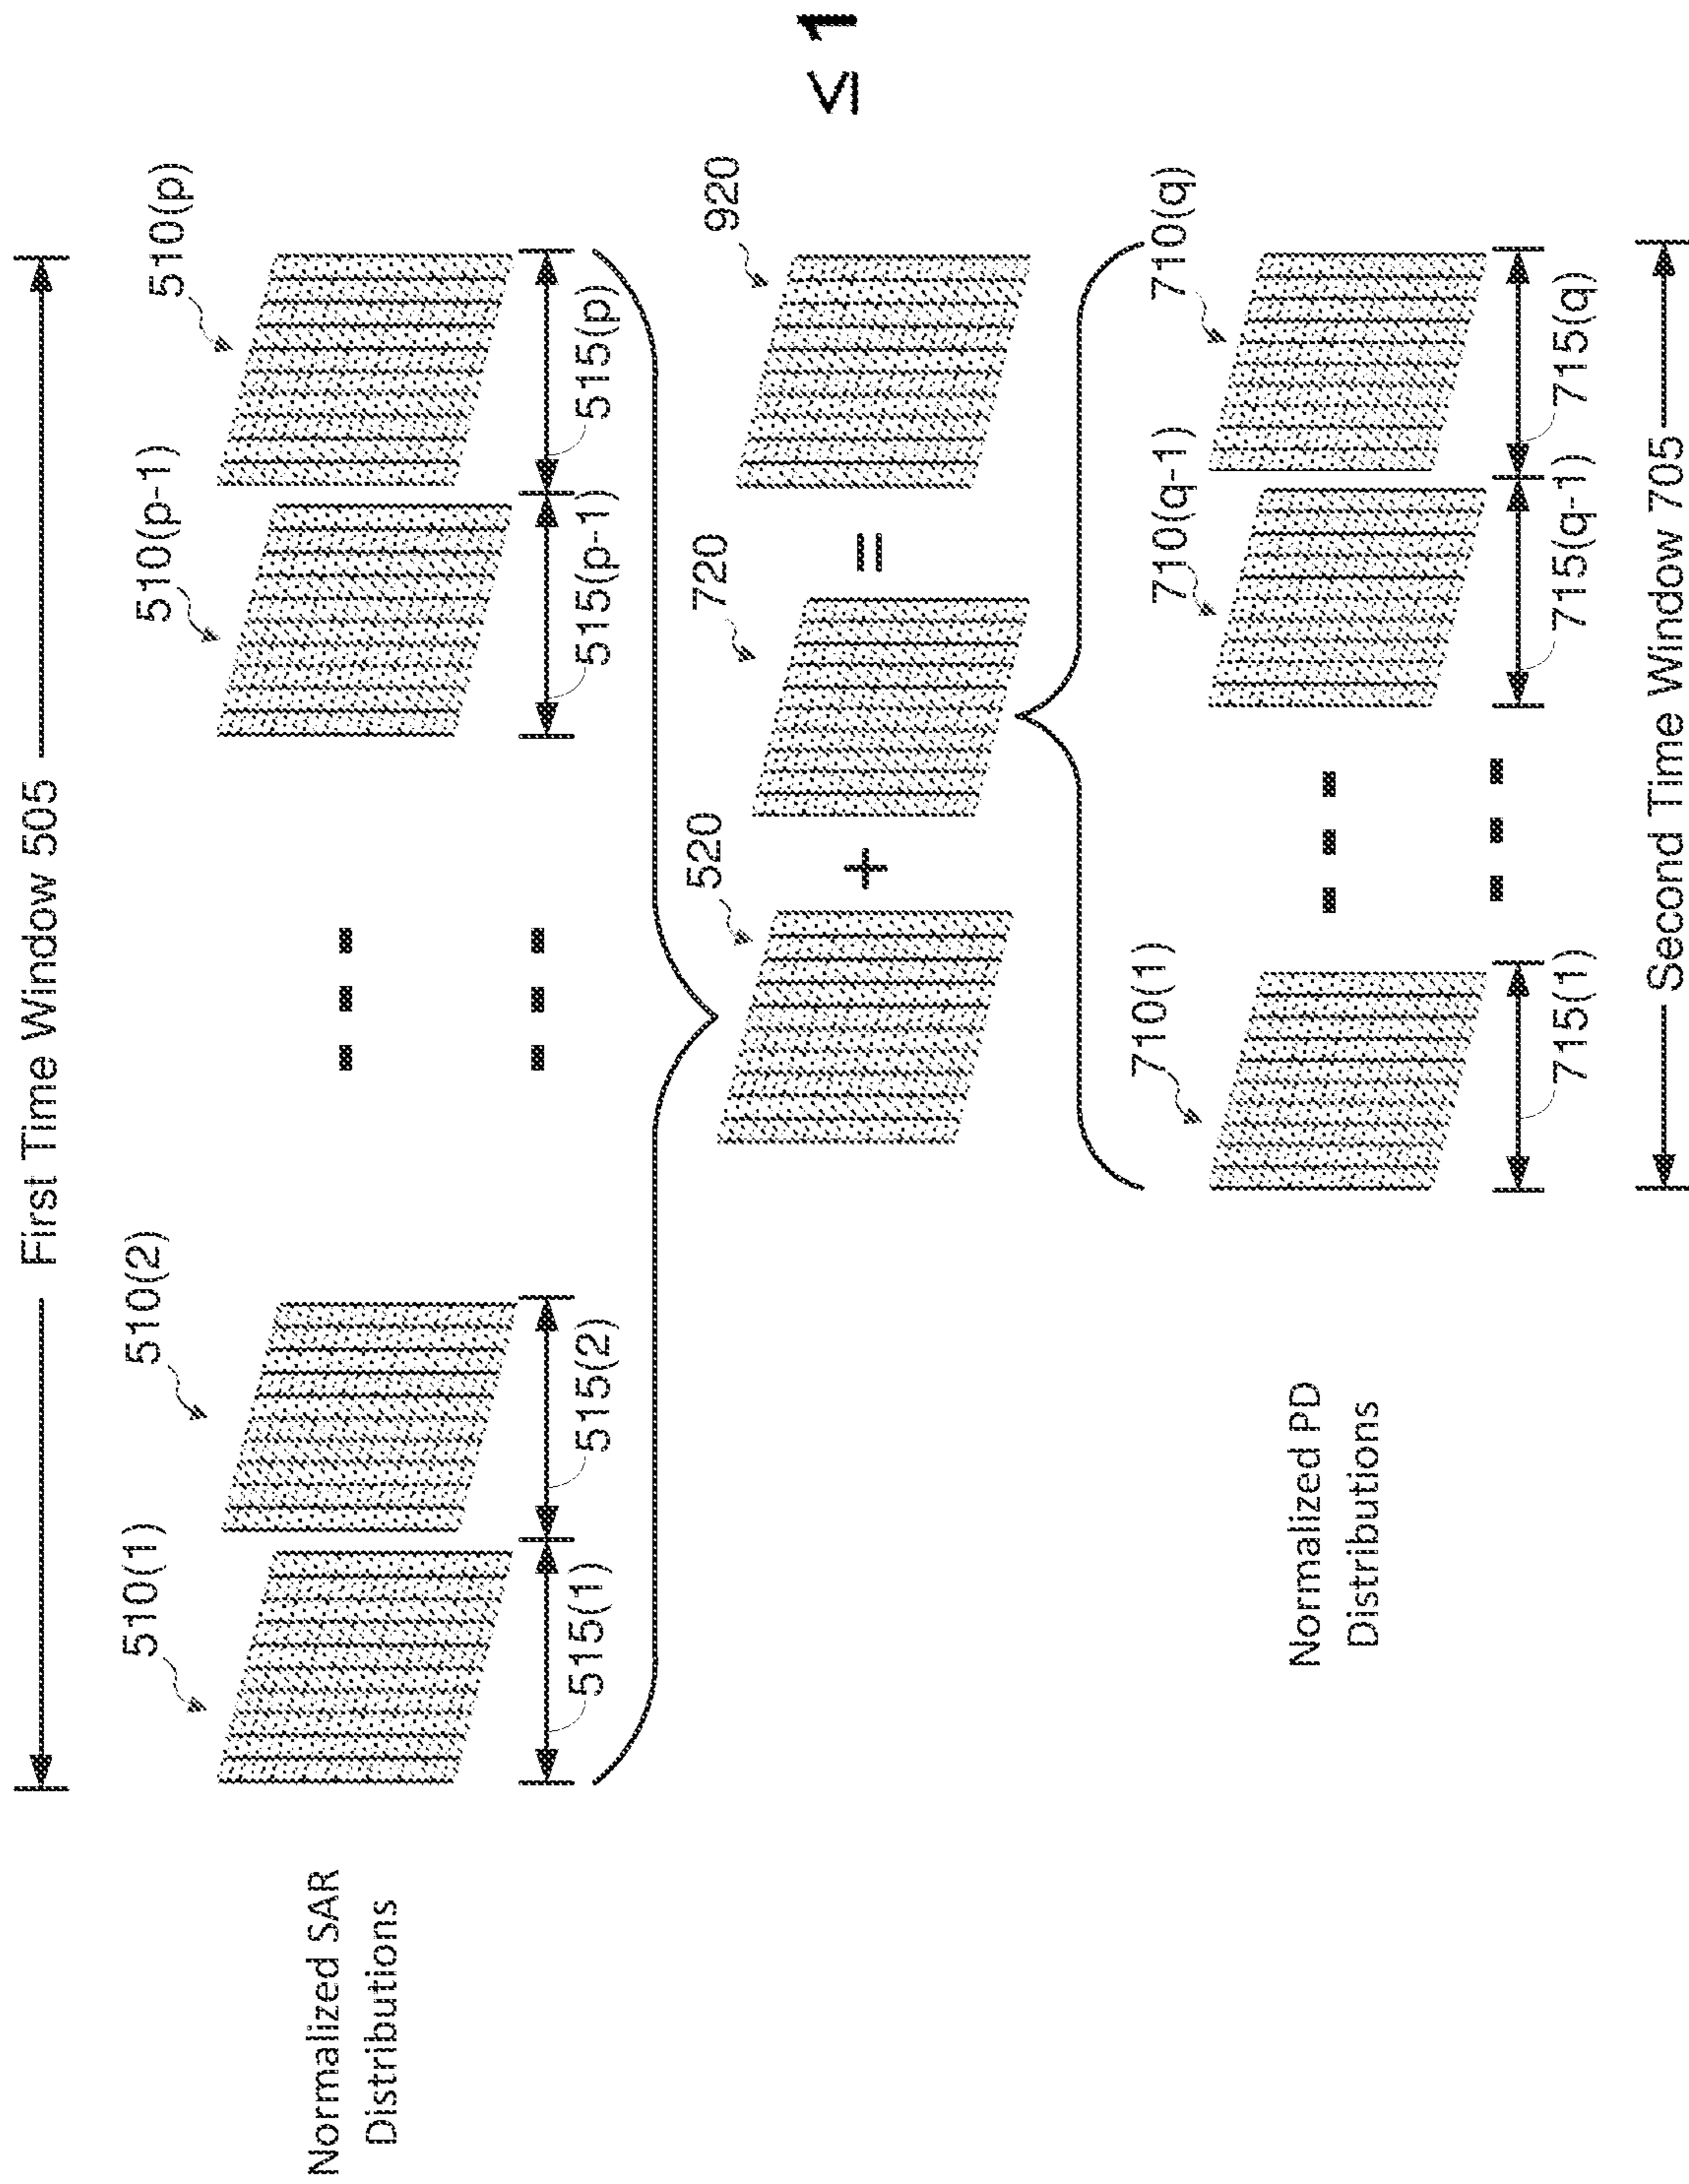 First Time Window 505
510(1)
510(2)
510(p-1)
510(p)
Normalized SAR
Distributions
515(1)
515(2)
515(p-1)
515(p)
520
+
720
=
920
≤ 1
710(1)
710(q-1)
710(q)
Normalized PD
Distributions
715(1)
715(q-1)
715(q)
Second Time Window 705